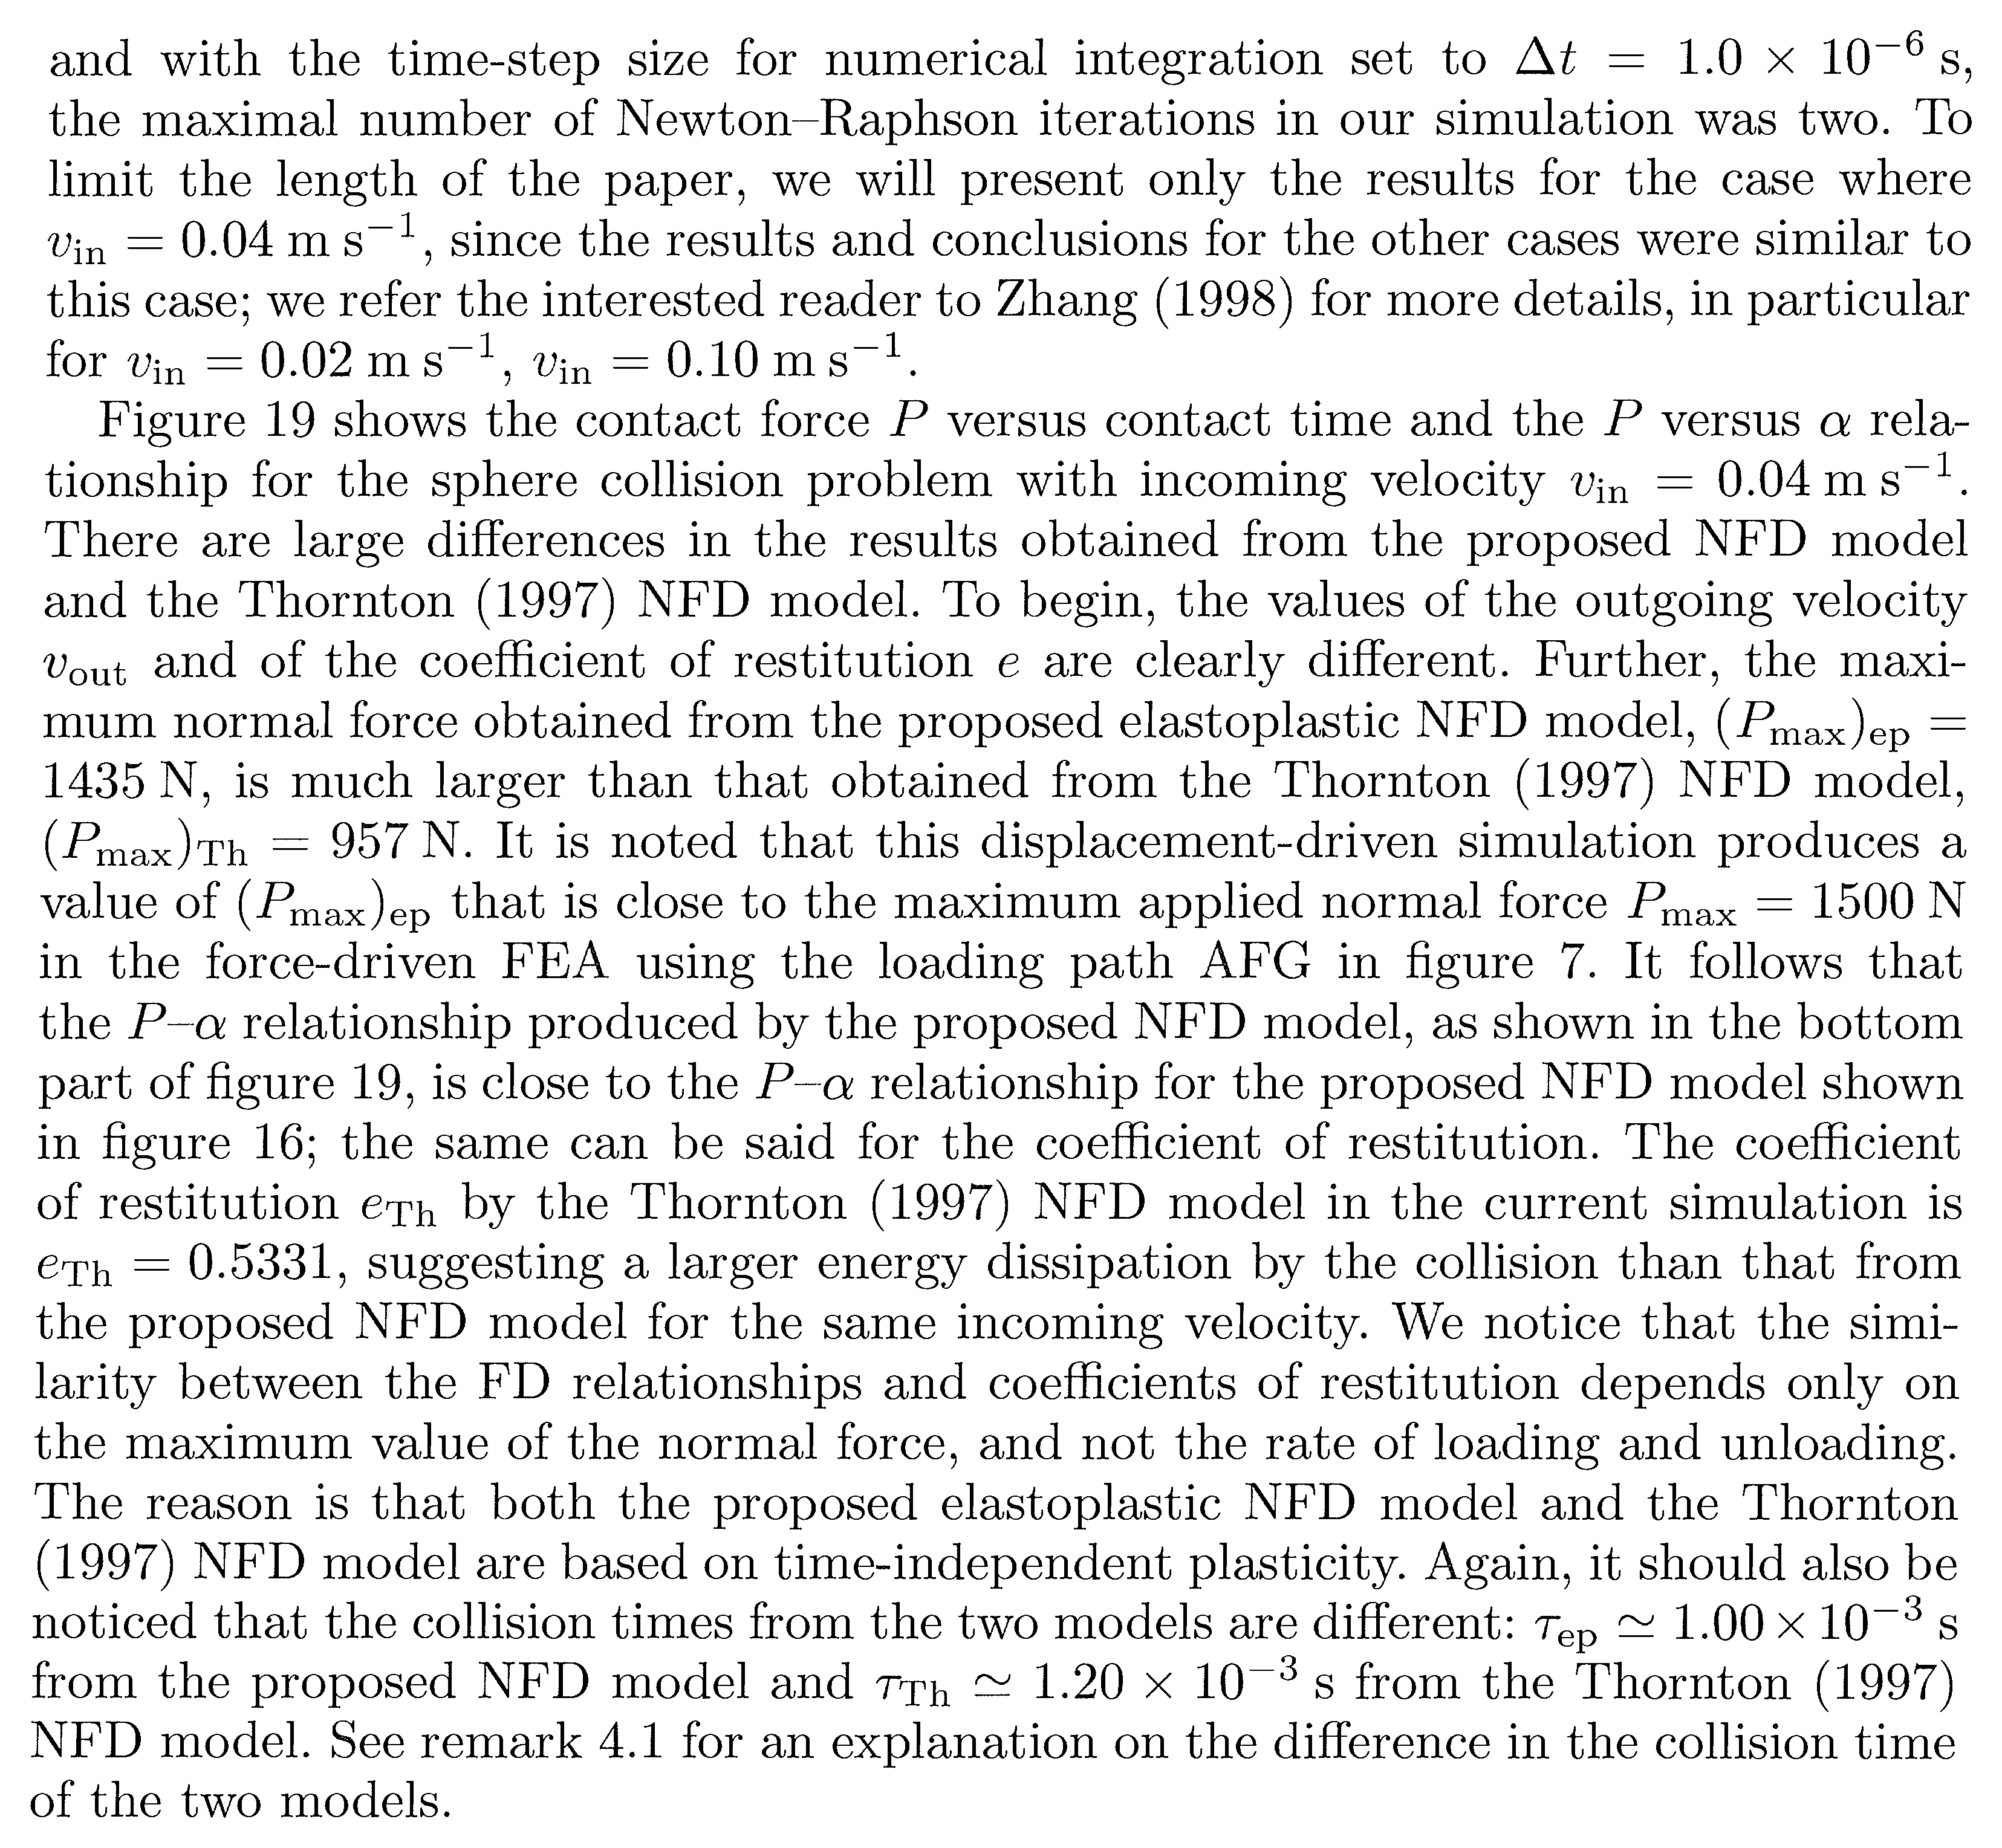 and with the time-step size for numerical integration set to Δt = 1.0 × 10⁻⁶ s,
the maximal number of Newton–Raphson iterations in our simulation was two. To
limit the length of the paper, we will present only the results for the case where
v_in = 0.04 m s⁻¹, since the results and conclusions for the other cases were similar to
this case; we refer the interested reader to Zhang (1998) for more details, in particular
for v_in = 0.02 m s⁻¹, v_in = 0.10 m s⁻¹.
Figure 19 shows the contact force P versus contact time and the P versus α rela-
tionship for the sphere collision problem with incoming velocity v_in = 0.04 m s⁻¹.
There are large differences in the results obtained from the proposed NFD model
and the Thornton (1997) NFD model. To begin, the values of the outgoing velocity
v_out and of the coefficient of restitution e are clearly different. Further, the maxi-
mum normal force obtained from the proposed elastoplastic NFD model, (P_max)_ep =
1435 N, is much larger than that obtained from the Thornton (1997) NFD model,
(P_max)_Th = 957 N. It is noted that this displacement-driven simulation produces a
value of (P_max)_ep that is close to the maximum applied normal force P_max = 1500 N
in the force-driven FEA using the loading path AFG in figure 7. It follows that
the P–α relationship produced by the proposed NFD model, as shown in the bottom
part of figure 19, is close to the P–α relationship for the proposed NFD model shown
in figure 16; the same can be said for the coefficient of restitution. The coefficient
of restitution e_Th by the Thornton (1997) NFD model in the current simulation is
e_Th = 0.5331, suggesting a larger energy dissipation by the collision than that from
the proposed NFD model for the same incoming velocity. We notice that the simi-
larity between the FD relationships and coefficients of restitution depends only on
the maximum value of the normal force, and not the rate of loading and unloading.
The reason is that both the proposed elastoplastic NFD model and the Thornton
(1997) NFD model are based on time-independent plasticity. Again, it should also be
noticed that the collision times from the two models are different: τ_ep ≃ 1.00 × 10⁻³ s
from the proposed NFD model and τ_Th ≃ 1.20 × 10⁻³ s from the Thornton (1997)
NFD model. See remark 4.1 for an explanation on the difference in the collision time
of the two models.